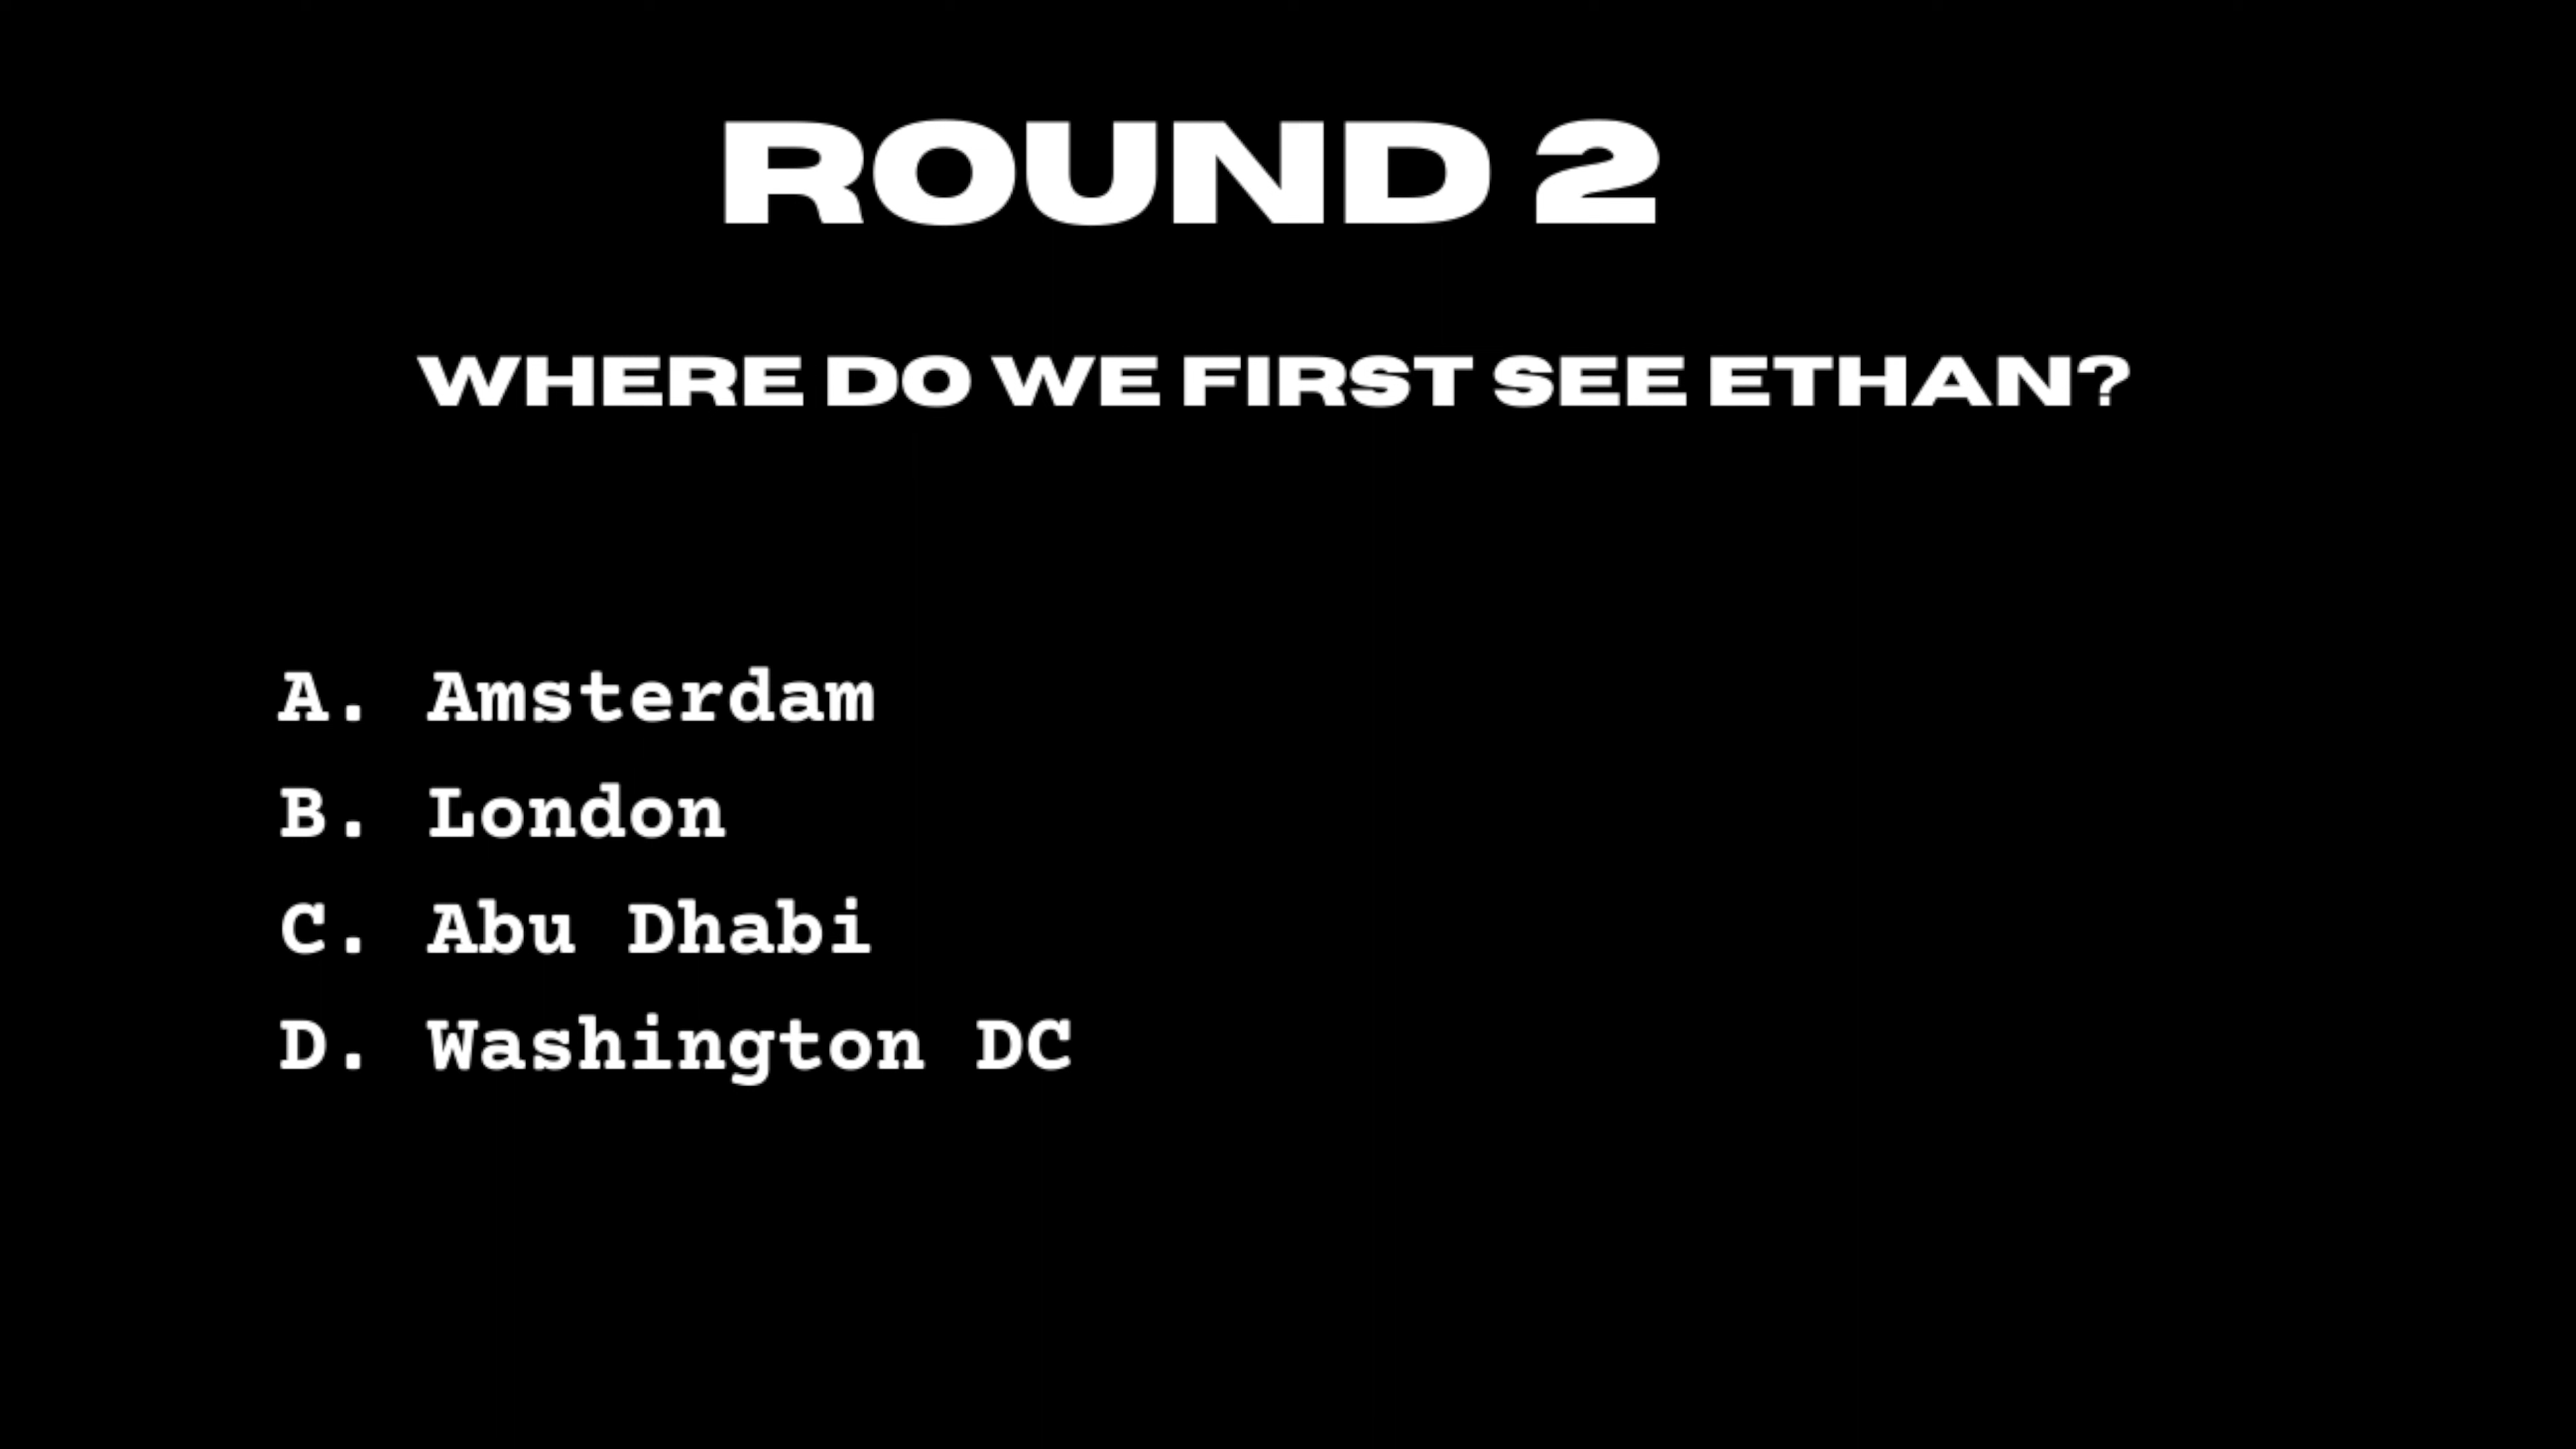 ROUND 2
WHERE DO WE FIRST SEE ETHAN?
A. Amsterdam
B. London
C. Abu Dhabi
D. Washington DC